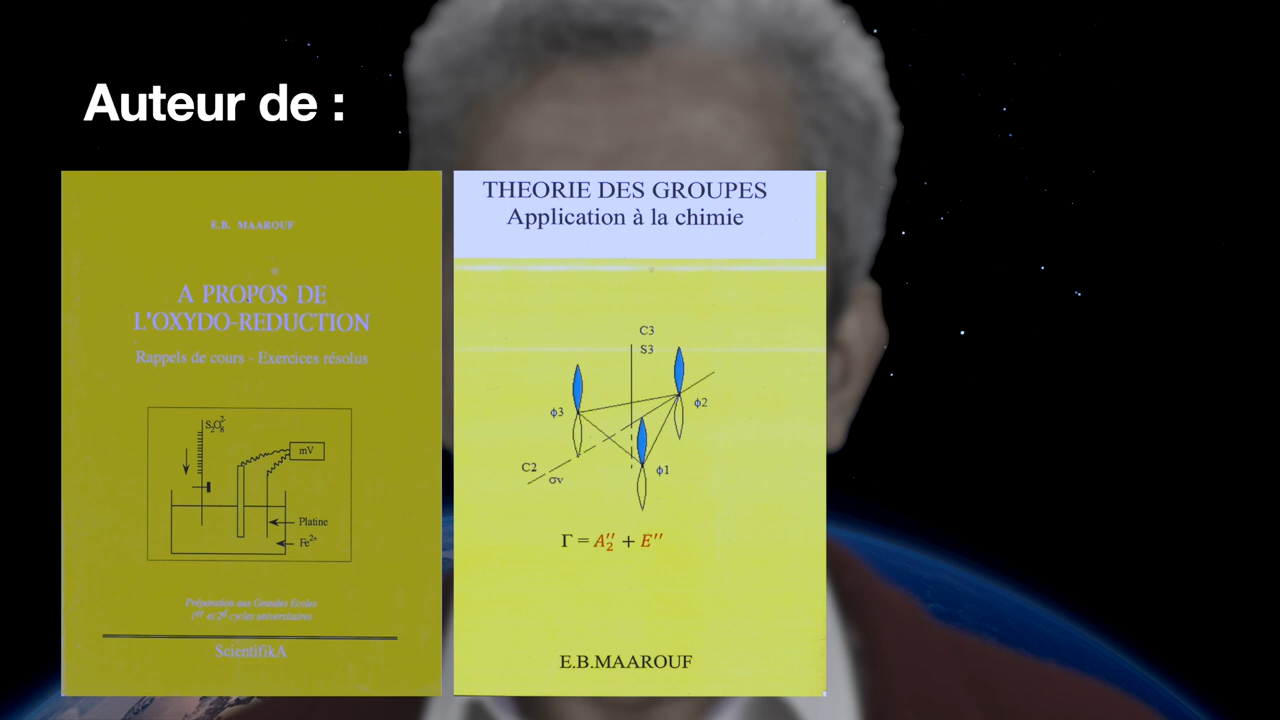 Auteur de :
E.B. MAAROUF
A PROPOS DE
L'OXYDO-REDUCTION
Rappels de cours - Exercices résolus
S₂O₈²⁻
mV
Platine
Fe²⁺
Préparation aux Grandes Ecoles
1er et 2d cycles universitaires
ScientifikA
THEORIE DES GROUPES
Application à la chimie
C3
S3
ϕ3
ϕ2
C2
σv
ϕ1
Γ = A₂′′ + E′′
E.B.MAAROUF